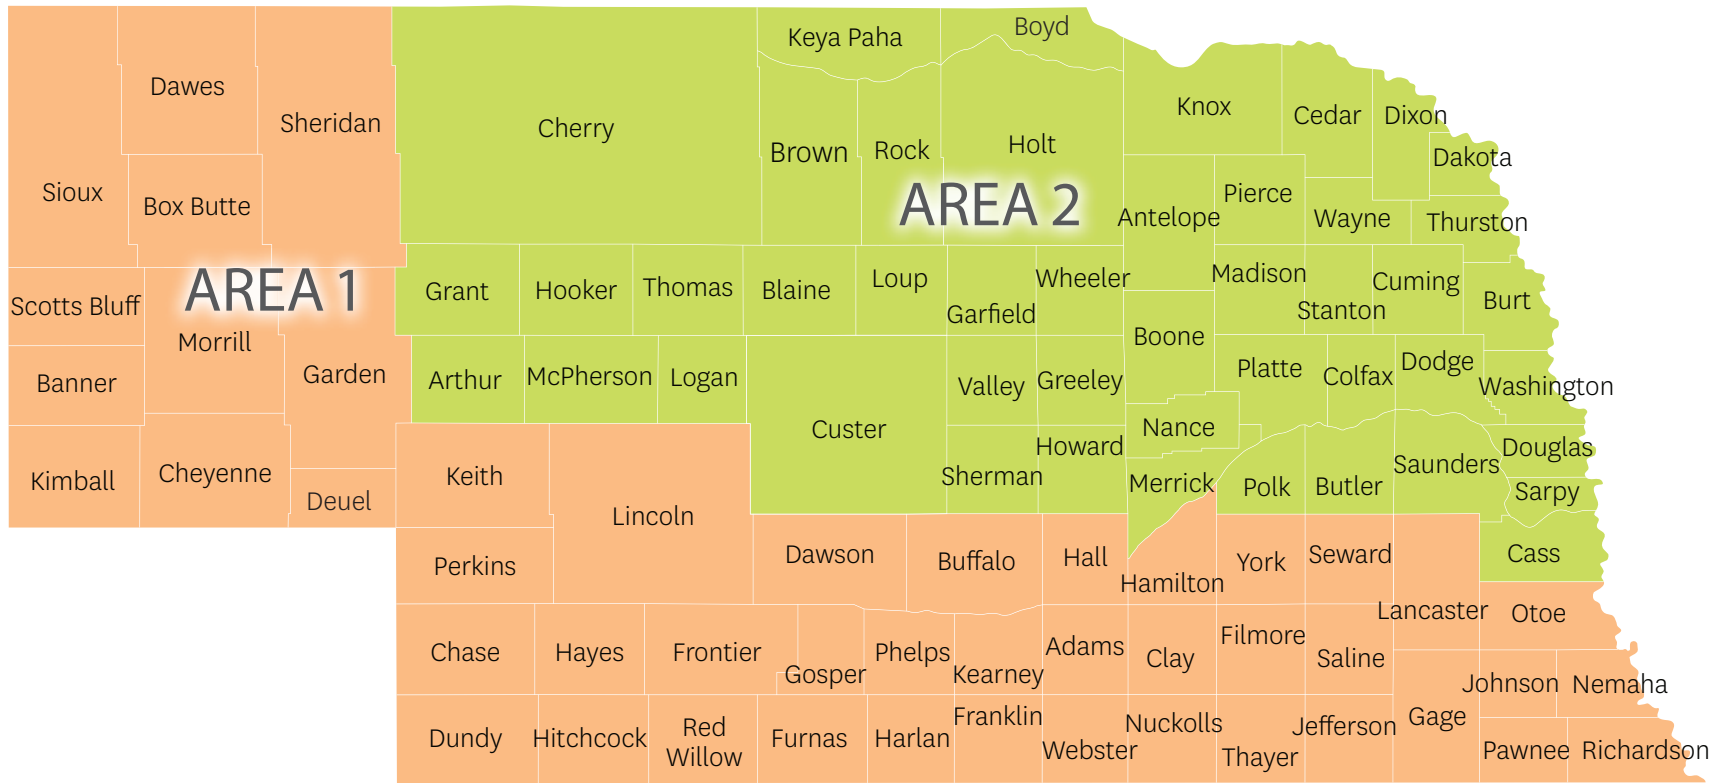 Boyd
Keya Paha
Dawes
Sheridan
Cherry
Knox
Cedar
Dixon
Brown
Rock
Holt
Dakota
Sioux
Box Butte
AREA 2
Pierce
Antelope
Wayne
Thurston
Scotts Bluff
AREA 1
Grant
Hooker
Thomas
Blaine
Loup
Wheeler
Madison
Cuming
Garfield
Stanton
Burt
Morrill
Boone
Banner
Garden
Arthur
McPherson
Logan
Valley
Greeley
Platte
Colfax
Dodge
Washington
Custer
Nance
Howard
Douglas
Kimball
Cheyenne
Deuel
Keith
Sherman
Merrick
Polk
Butler
Saunders
Sarpy
Lincoln
Perkins
Dawson
Buffalo
Hall
Hamilton
York
Seward
Cass
Lancaster
Otoe
Chase
Hayes
Frontier
Gosper
Phelps
Kearney
Adams
Clay
Filmore
Saline
Johnson
Nemaha
Dundy
Hitchcock
Red
Willow
Furnas
Harlan
Franklin
Webster
Nuckolls
Thayer
Jefferson
Gage
Pawnee
Richardson